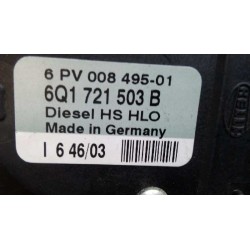 6 PV 008 495-01
6Q1 721 503 B
Diesel HS HLO
Made in Germany
I 6 46/03